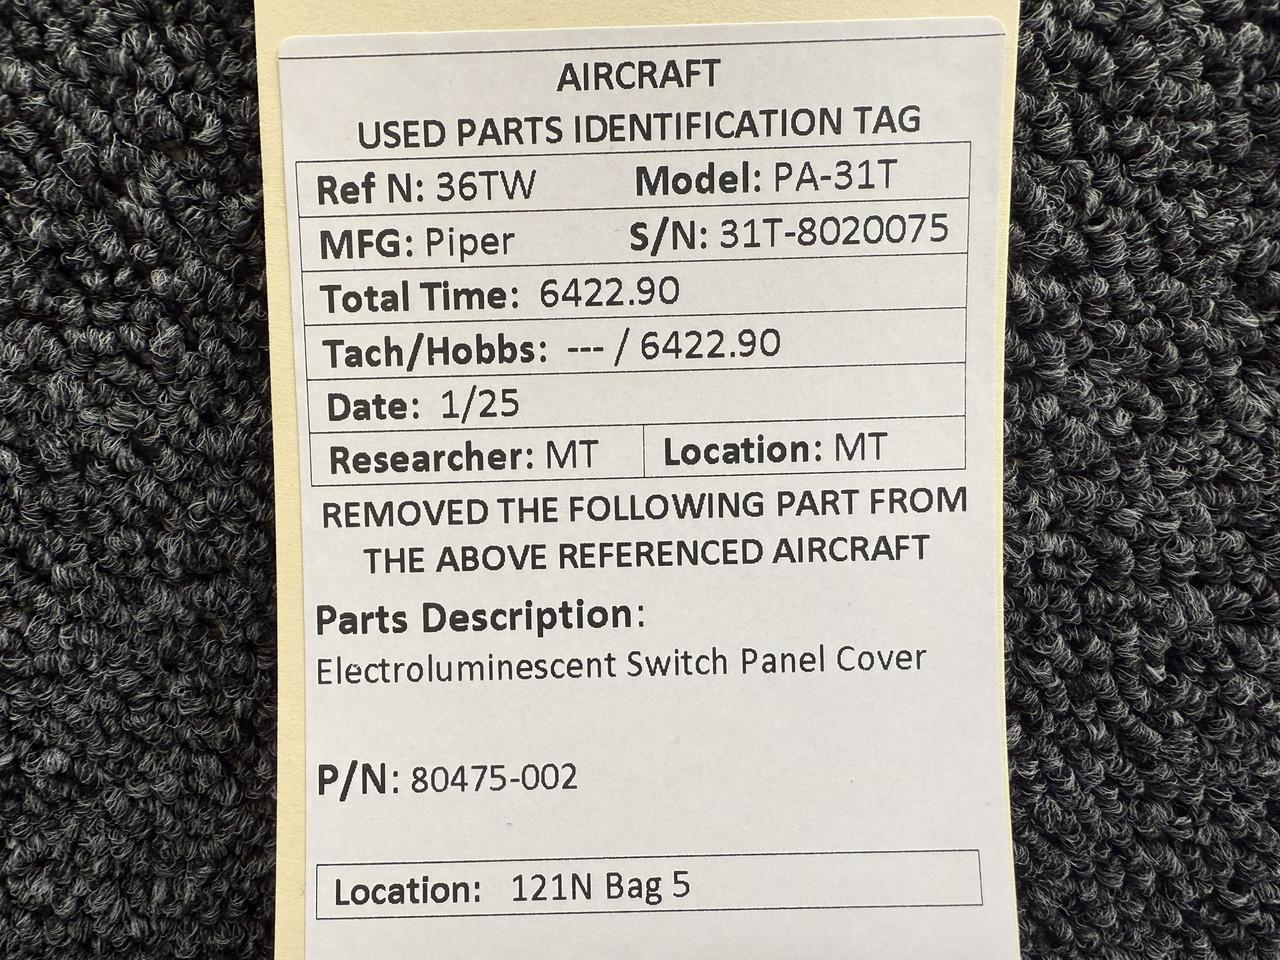 AIRCRAFT
USED PARTS IDENTIFICATION TAG
Ref N: 36TW Model: PA-31T
MFG: Piper S/N: 31T-8020075
Total Time: 6422.90
Tach/Hobbs: --- / 6422.90
Date: 1/25
Researcher: MT Location: MT
REMOVED THE FOLLOWING PART FROM
THE ABOVE REFERENCED AIRCRAFT
Parts Description:
Electroluminescent Switch Panel Cover
P/N: 80475-002
Location: 121N Bag 5